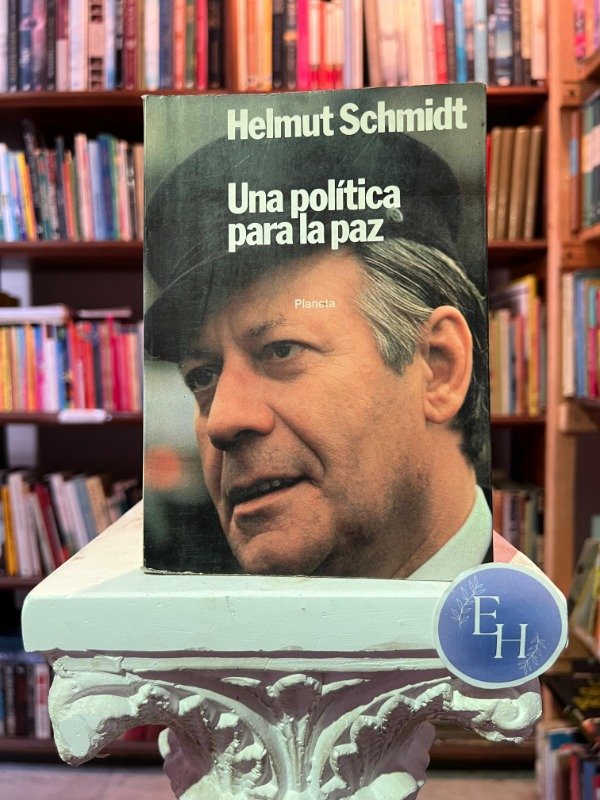 Helmut Schmidt
Una política
para la paz
Planeta
EH